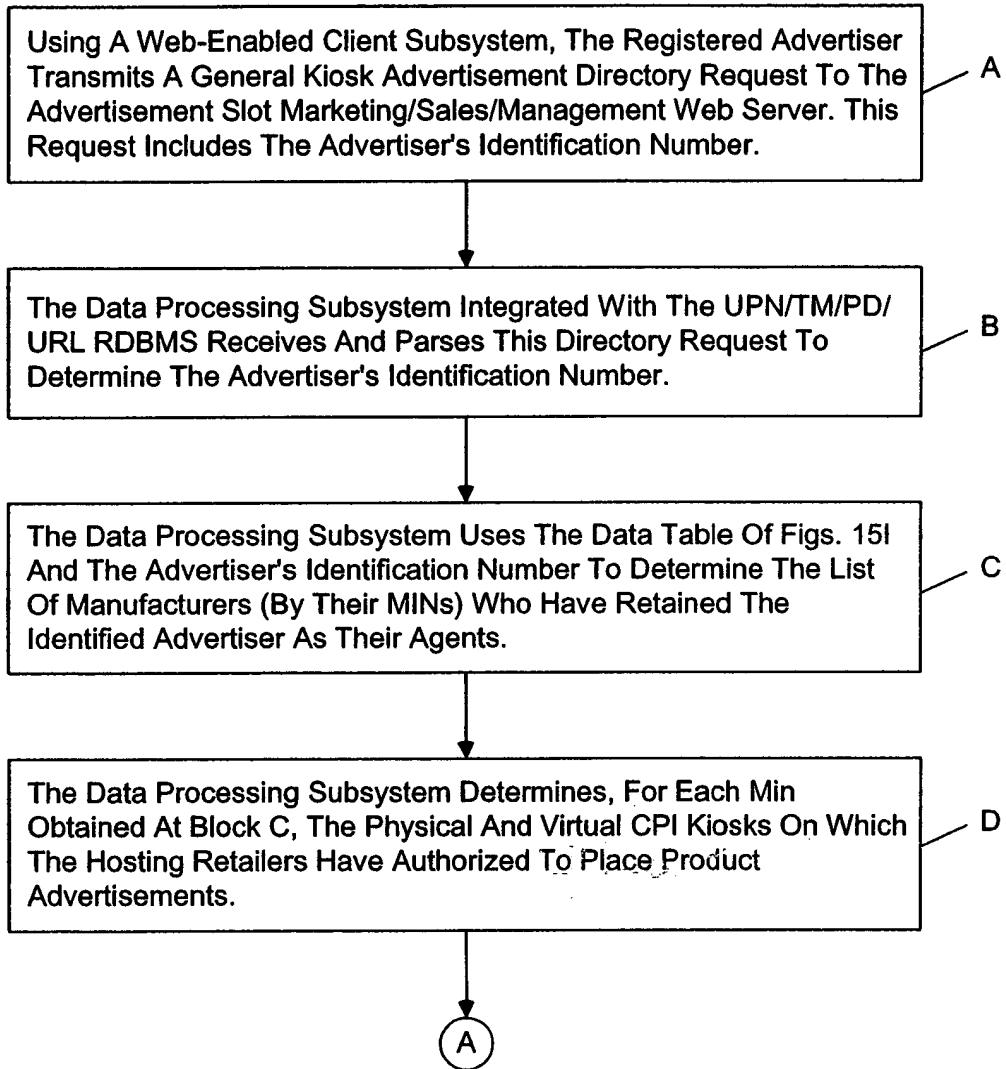 Using A Web-Enabled Client Subsystem, The Registered Advertiser
Transmits A General Kiosk Advertisement Directory Request To The
Advertisement Slot Marketing/Sales/Management Web Server. This
Request Includes The Advertiser's Identification Number.
A
The Data Processing Subsystem Integrated With The UPN/TM/PD/
URL RDBMS Receives And Parses This Directory Request To
Determine The Advertiser's Identification Number.
B
The Data Processing Subsystem Uses The Data Table Of Figs. 15I
And The Advertiser's Identification Number To Determine The List
Of Manufacturers (By Their MINs) Who Have Retained The
Identified Advertiser As Their Agents.
C
The Data Processing Subsystem Determines, For Each Min
Obtained At Block C, The Physical And Virtual CPI Kiosks On Which
The Hosting Retailers Have Authorized To Place Product
Advertisements.
D
A